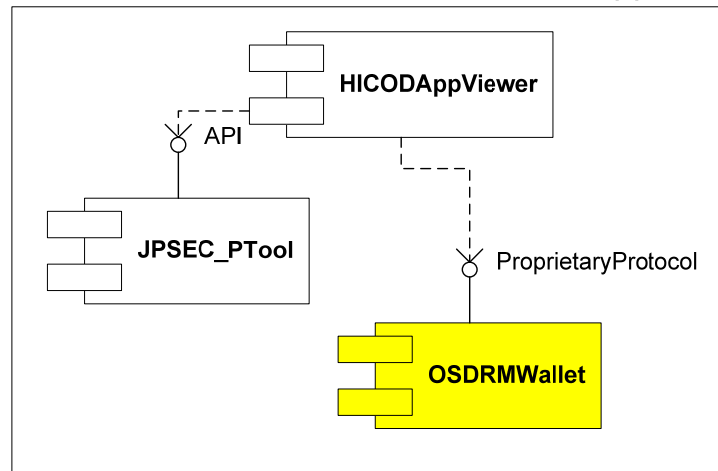 HICODAppViewer
API
JPSEC_PTool
ProprietaryProtocol
OSDRMWallet